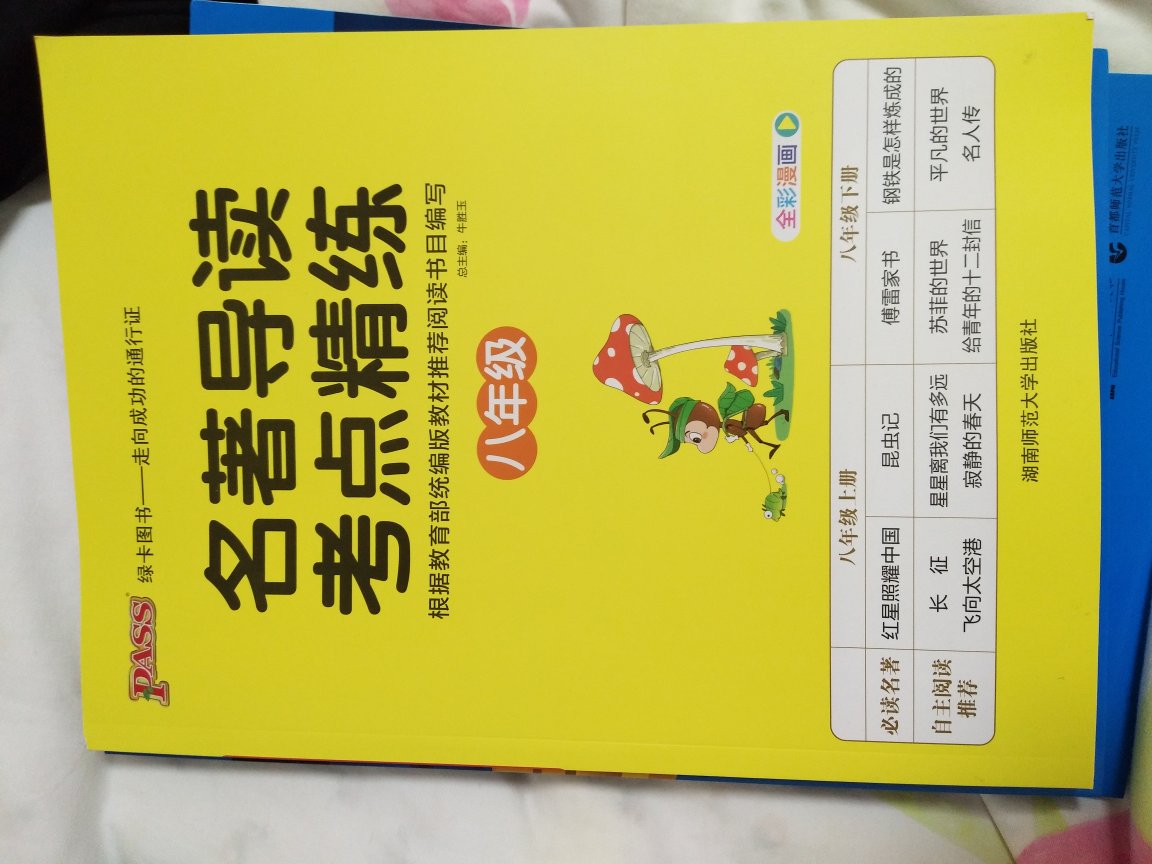 PASS
绿卡图书——走向成功的通行证
名著导读
考点精练
根据教育部统编版教材推荐阅读书目编写
总主编：牛胜玉
八年级
全彩漫画
八年级上册 八年级下册
必读名著 红星照耀中国 昆虫记 傅雷家书 钢铁是怎样炼成的
自主阅读推荐 长征 星星离我们有多远 苏菲的世界 平凡的世界
飞向太空港 寂静的春天 给青年的十二封信 名人传
湖南师范大学出版社
首都师范大学出版社